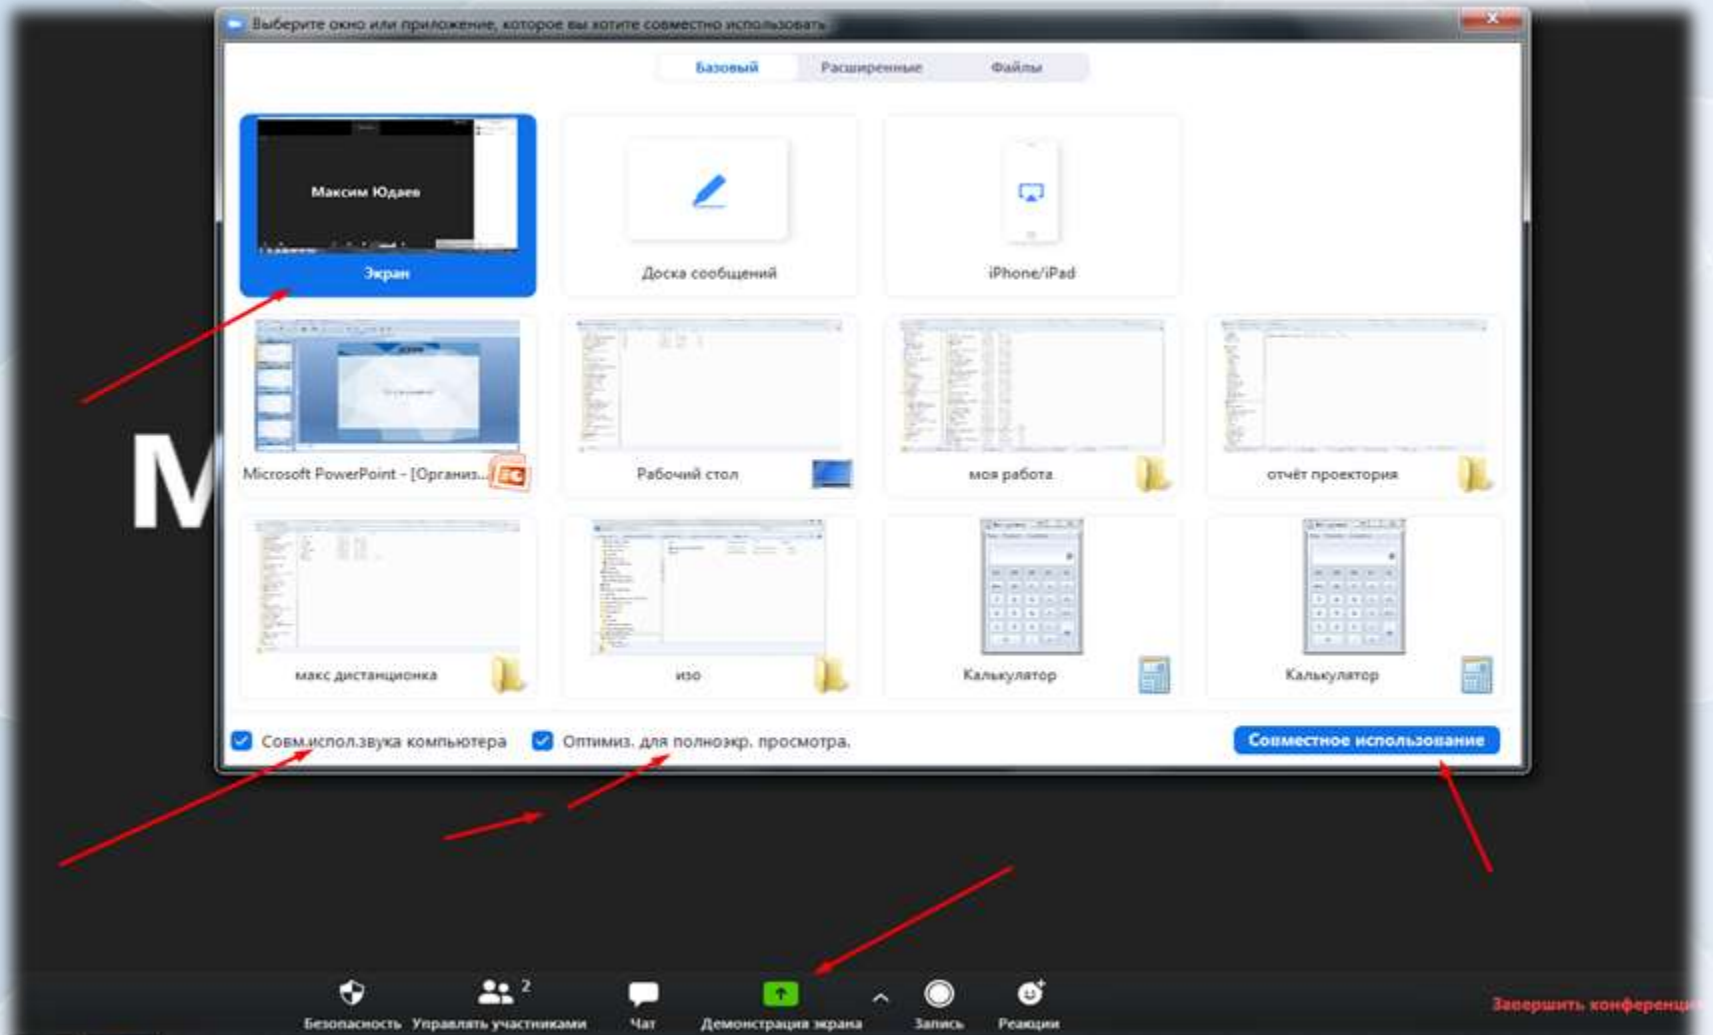 Выберите окно или приложение, которое вы хотите совместно использовать
Базовый Расширенные Файлы
Максим Юдаев
Экран
Доска сообщений
iPhone/iPad
Microsoft PowerPoint - [Организ...
Рабочий стол
моя работа
отчёт проектория
макс дистанционка
изо
Калькулятор
Калькулятор
М
Совм.испол.звука компьютера
Оптимиз. для полноэкр. просмотра.
Совместное использование
2
Безопасность Управлять участниками Чат Демонстрация экрана Запись Реакции
Завершить